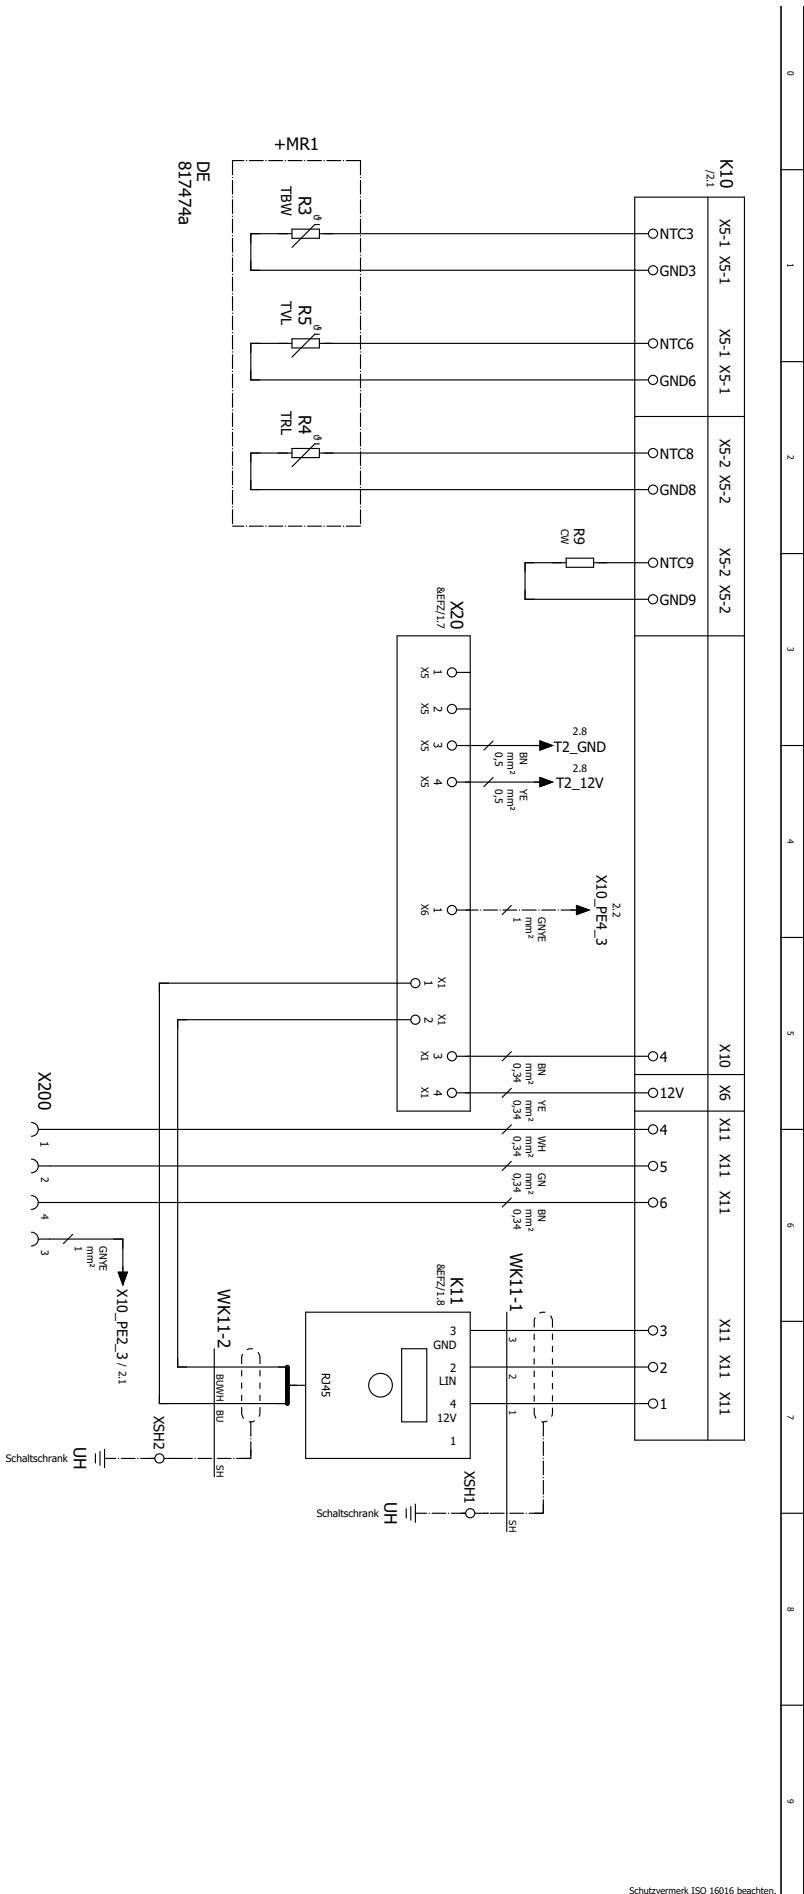 0
1
2
3
4
5
6
7
8
9
K10
/2.1
X5-1 X5-1
X5-1 X5-1
X5-2 X5-2
X5-2 X5-2
X10
X6
X11
X11
X11
X11
X11
X11
NTC3
GND3
NTC6
GND6
NTC8
GND8
NTC9
GND9
4
12V
4
5
6
3
2
1
+MR1
DE
817474a
R3
TBW
ϑ
R5
TVL
ϑ
R4
TRL
ϑ
R9
CW
X20
&EFZ/1.7
X5 1
X5 2
X5 3
X5 4
X6 1
1 X1
2 X1
X1 3
X1 4
2.8
T2_GND
BN
mm²
0,5
2.8
T2_12V
YE
mm²
0,5
2.2
X10_PE4_3
GNYE
mm²
1
BN
mm²
0,34
YE
mm²
0,34
WH
mm²
0,34
GN
mm²
0,34
BN
mm²
0,34
X200
1
2
4
3
GNYE
mm²
1
X10_PE2_3 / 2.1
WK11-1
3
2
1
SH
K11
&EFZ/1.8
3
GND
2
LIN
4
12V
1
RJ45
WK11-2
BUWH
BU
SH
XSH2
UH
Schaltschrank
XSH1
UH
Schaltschrank
Schutzvermerk ISO 16016 beachten.